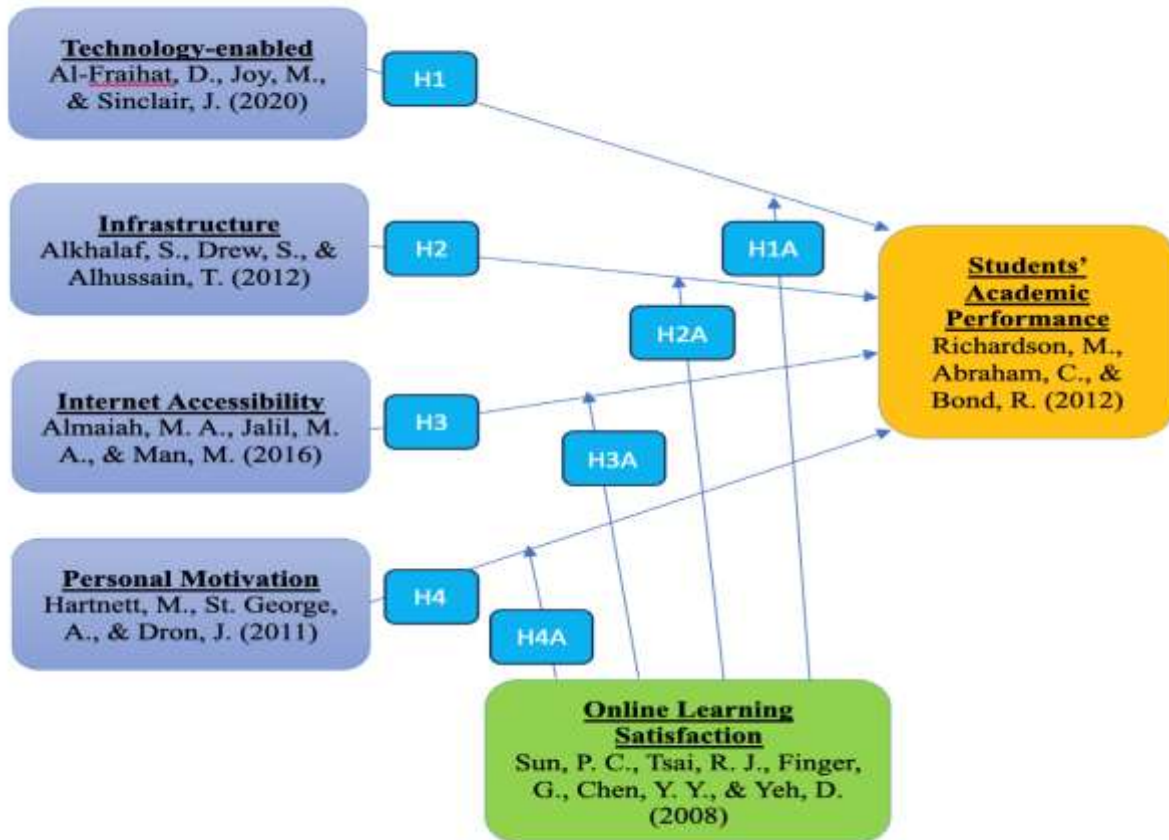 Technology-enabled
Al-Fraihat, D., Joy, M.,
& Sinclair, J. (2020)
H1
Infrastructure
Alkhalaf, S., Drew, S., &
Alhussain, T. (2012)
H2
H1A
Students’
Academic
Performance
Richardson, M.,
Abraham, C., &
Bond, R. (2012)
H2A
Internet Accessibility
Almaiah, M. A., Jalil, M.
A., & Man, M. (2016)
H3
H3A
Personal Motivation
Hartnett, M., St. George,
A., & Dron, J. (2011)
H4
H4A
Online Learning
Satisfaction
Sun, P. C., Tsai, R. J., Finger,
G., Chen, Y. Y., & Yeh, D.
(2008)